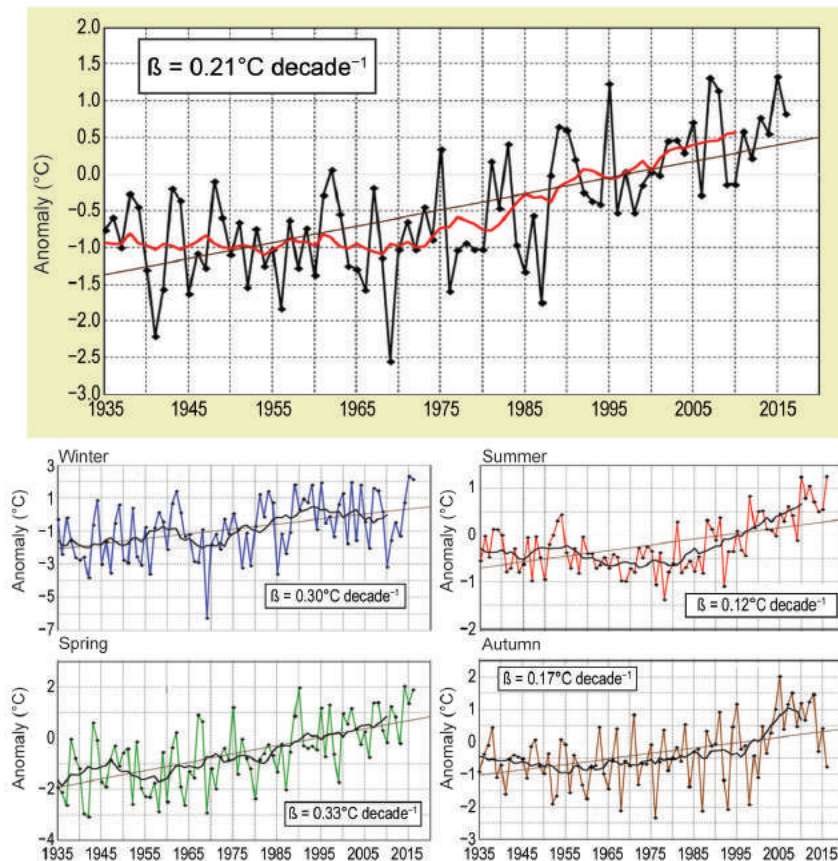 2.0
ß = 0.21°C decade⁻¹
1.5
1.0
0.5
0.0
−0.5
−1.0
−1.5
−2.0
−2.5
−3.0
Anomaly (°C)
1935 1945 1955 1965 1975 1985 1995 2005 2015
Winter
3
1
−1
−3
−5
−7
Anomaly (°C)
ß = 0.30°C decade⁻¹
Summer
1
0
−1
−2
Anomaly (°C)
ß = 0.12°C decade⁻¹
Spring
2
0
−2
−4
Anomaly (°C)
ß = 0.33°C decade⁻¹
1935 1945 1955 1965 1975 1985 1995 2005 2015
Autumn
2
1
0
−1
−2
−3
Anomaly (°C)
ß = 0.17°C decade⁻¹
1935 1945 1955 1965 1975 1985 1995 2005 2015